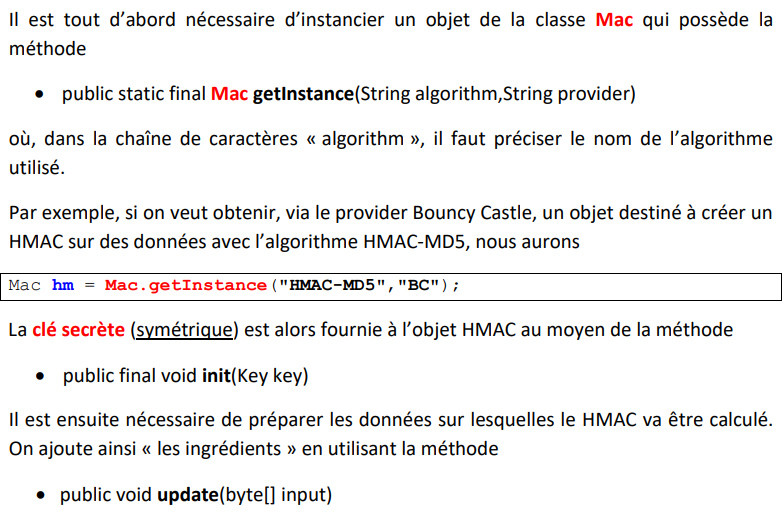 Il est tout d’abord nécessaire d’instancier un objet de la classe Mac qui possède la
méthode
• public static final Mac getInstance(String algorithm,String provider)
où, dans la chaîne de caractères « algorithm », il faut préciser le nom de l’algorithme
utilisé.
Par exemple, si on veut obtenir, via le provider Bouncy Castle, un objet destiné à créer un
HMAC sur des données avec l’algorithme HMAC-MD5, nous aurons
Mac hm = Mac.getInstance("HMAC-MD5","BC");
La clé secrète (symétrique) est alors fournie à l’objet HMAC au moyen de la méthode
• public final void init(Key key)
Il est ensuite nécessaire de préparer les données sur lesquelles le HMAC va être calculé.
On ajoute ainsi « les ingrédients » en utilisant la méthode
• public void update(byte[] input)